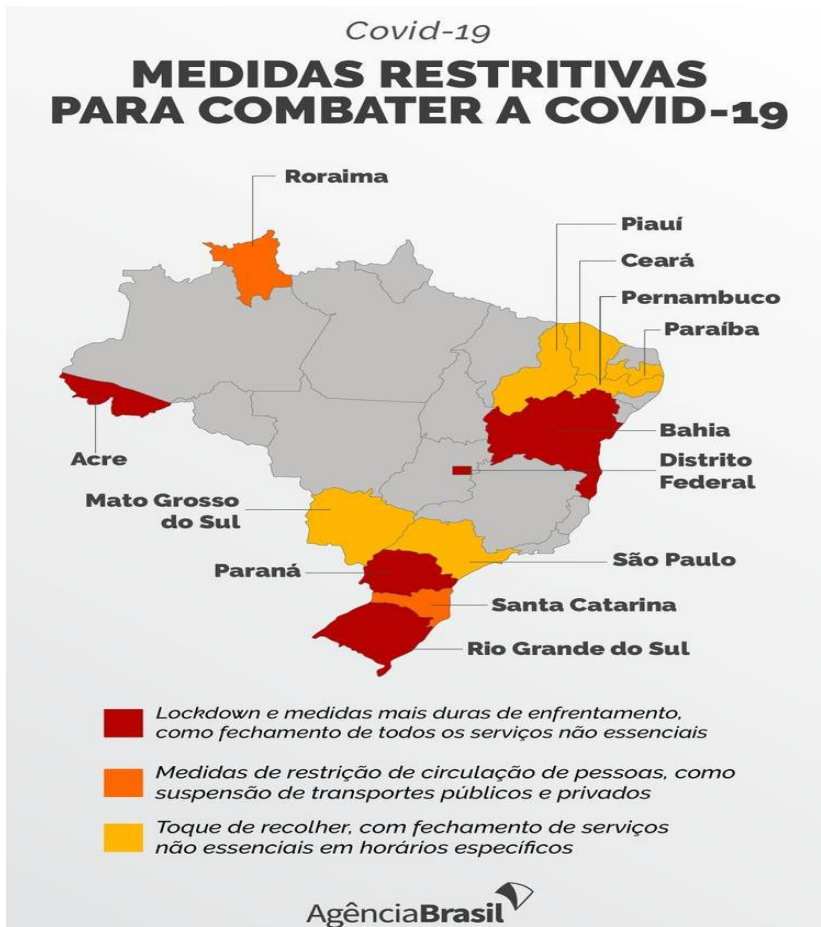 Covid-19
MEDIDAS RESTRITIVAS
PARA COMBATER A COVID-19
Roraima
Piauí
Ceará
Pernambuco
Paraíba
Bahia
Acre
Distrito
Federal
Mato Grosso
do Sul
São Paulo
Paraná
Santa Catarina
Rio Grande do Sul
Lockdown e medidas mais duras de enfrentamento,
como fechamento de todos os serviços não essenciais
Medidas de restrição de circulação de pessoas, como
suspensão de transportes públicos e privados
Toque de recolher, com fechamento de serviços
não essenciais em horários específicos
AgênciaBrasil